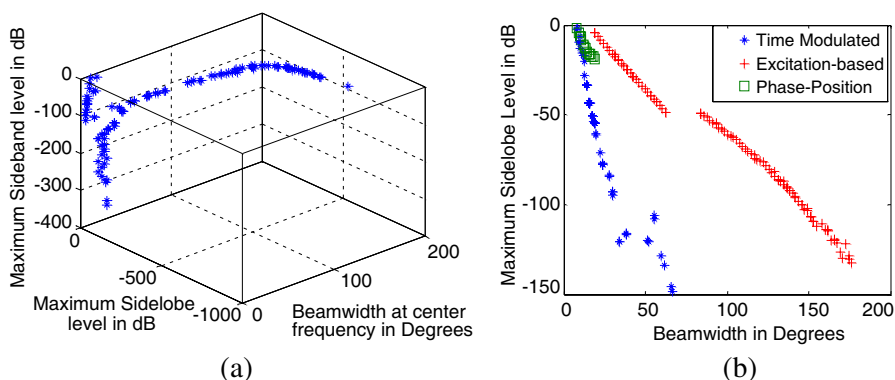 0
-100
-200
-300
-400
Maximum Sideband level in dB
0
-500
-1000
Maximum Sidelobe
level in dB
0
100
200
Beamwidth at center
frequency in Degrees
(a)
0
-50
-100
-150
Maximum Sidelobe Level in dB
0
50
100
150
200
Beamwidth in Degrees
Time Modulated
Excitation-based
Phase-Position
(b)